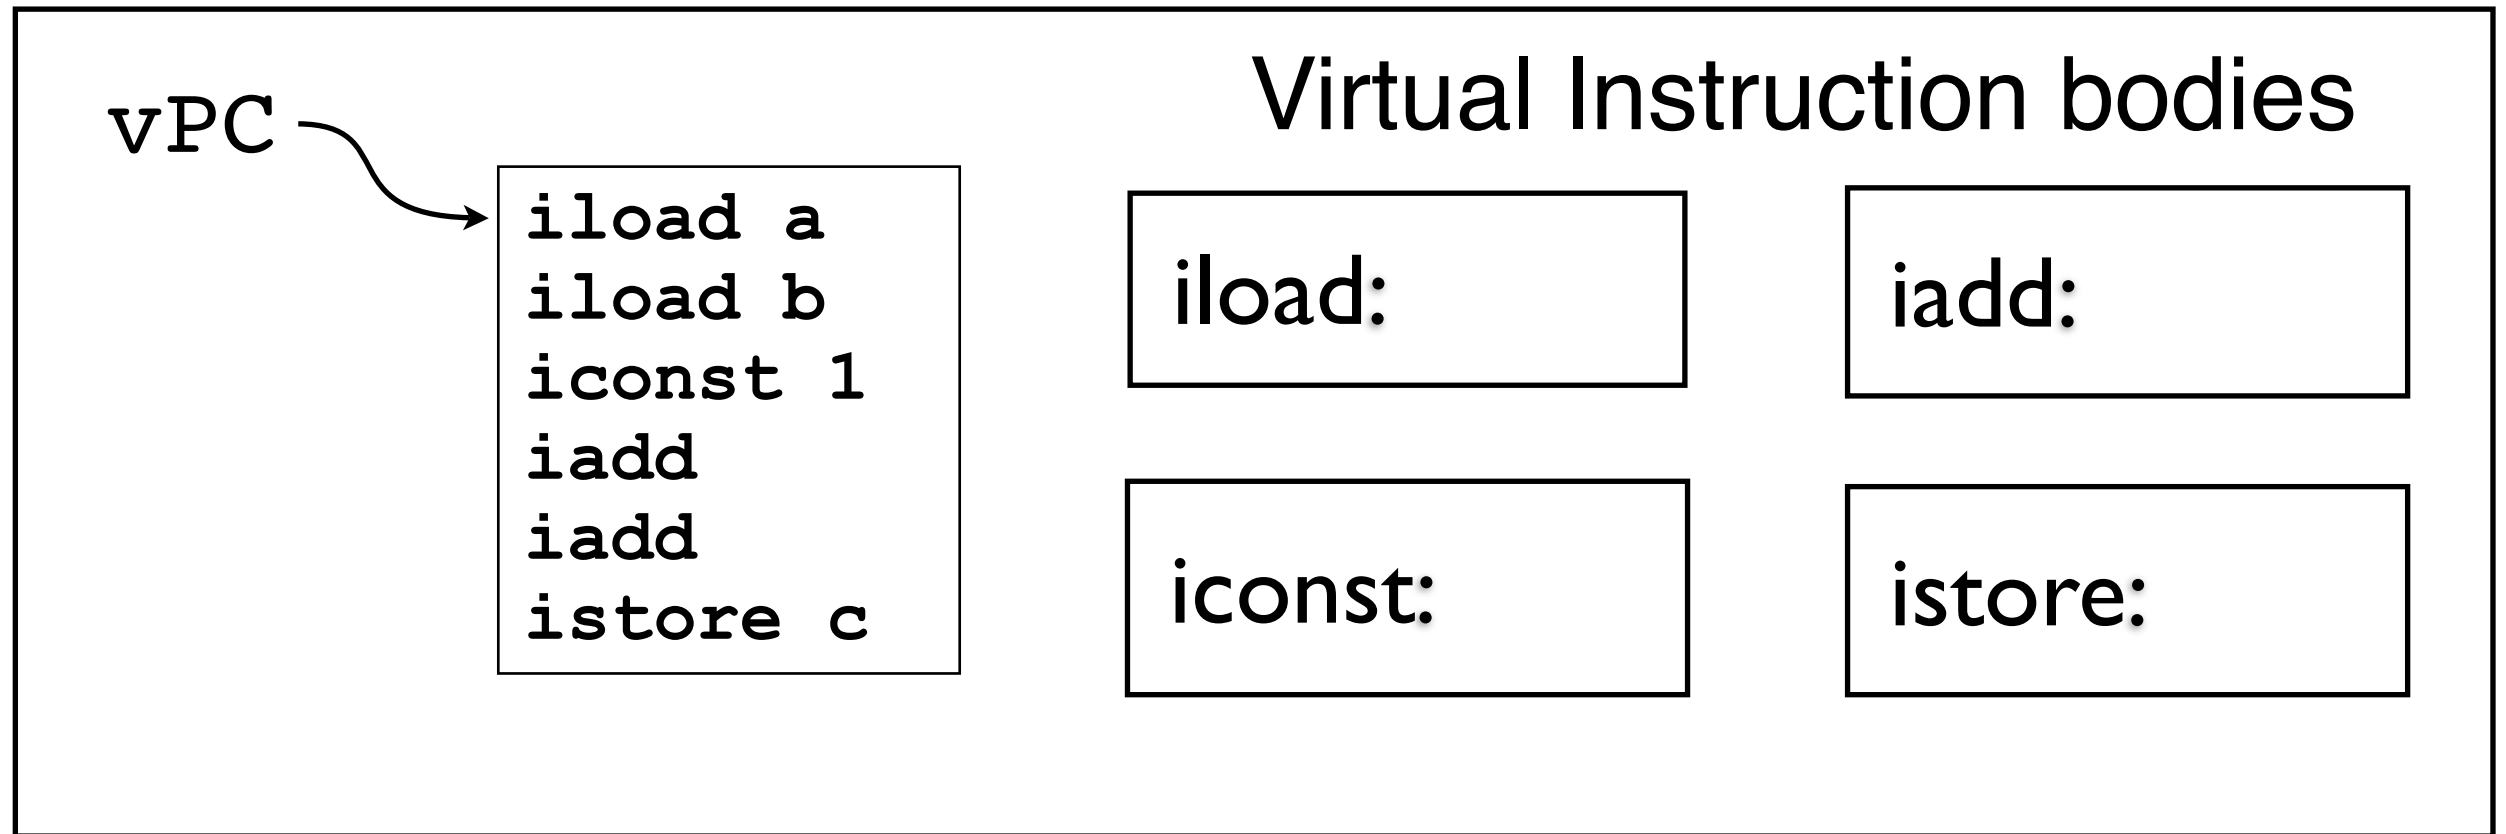 Virtual Instruction bodies
vPC
iload a
iload b
iconst 1
iadd
iadd
istore c
iload:
iadd:
iconst:
istore: